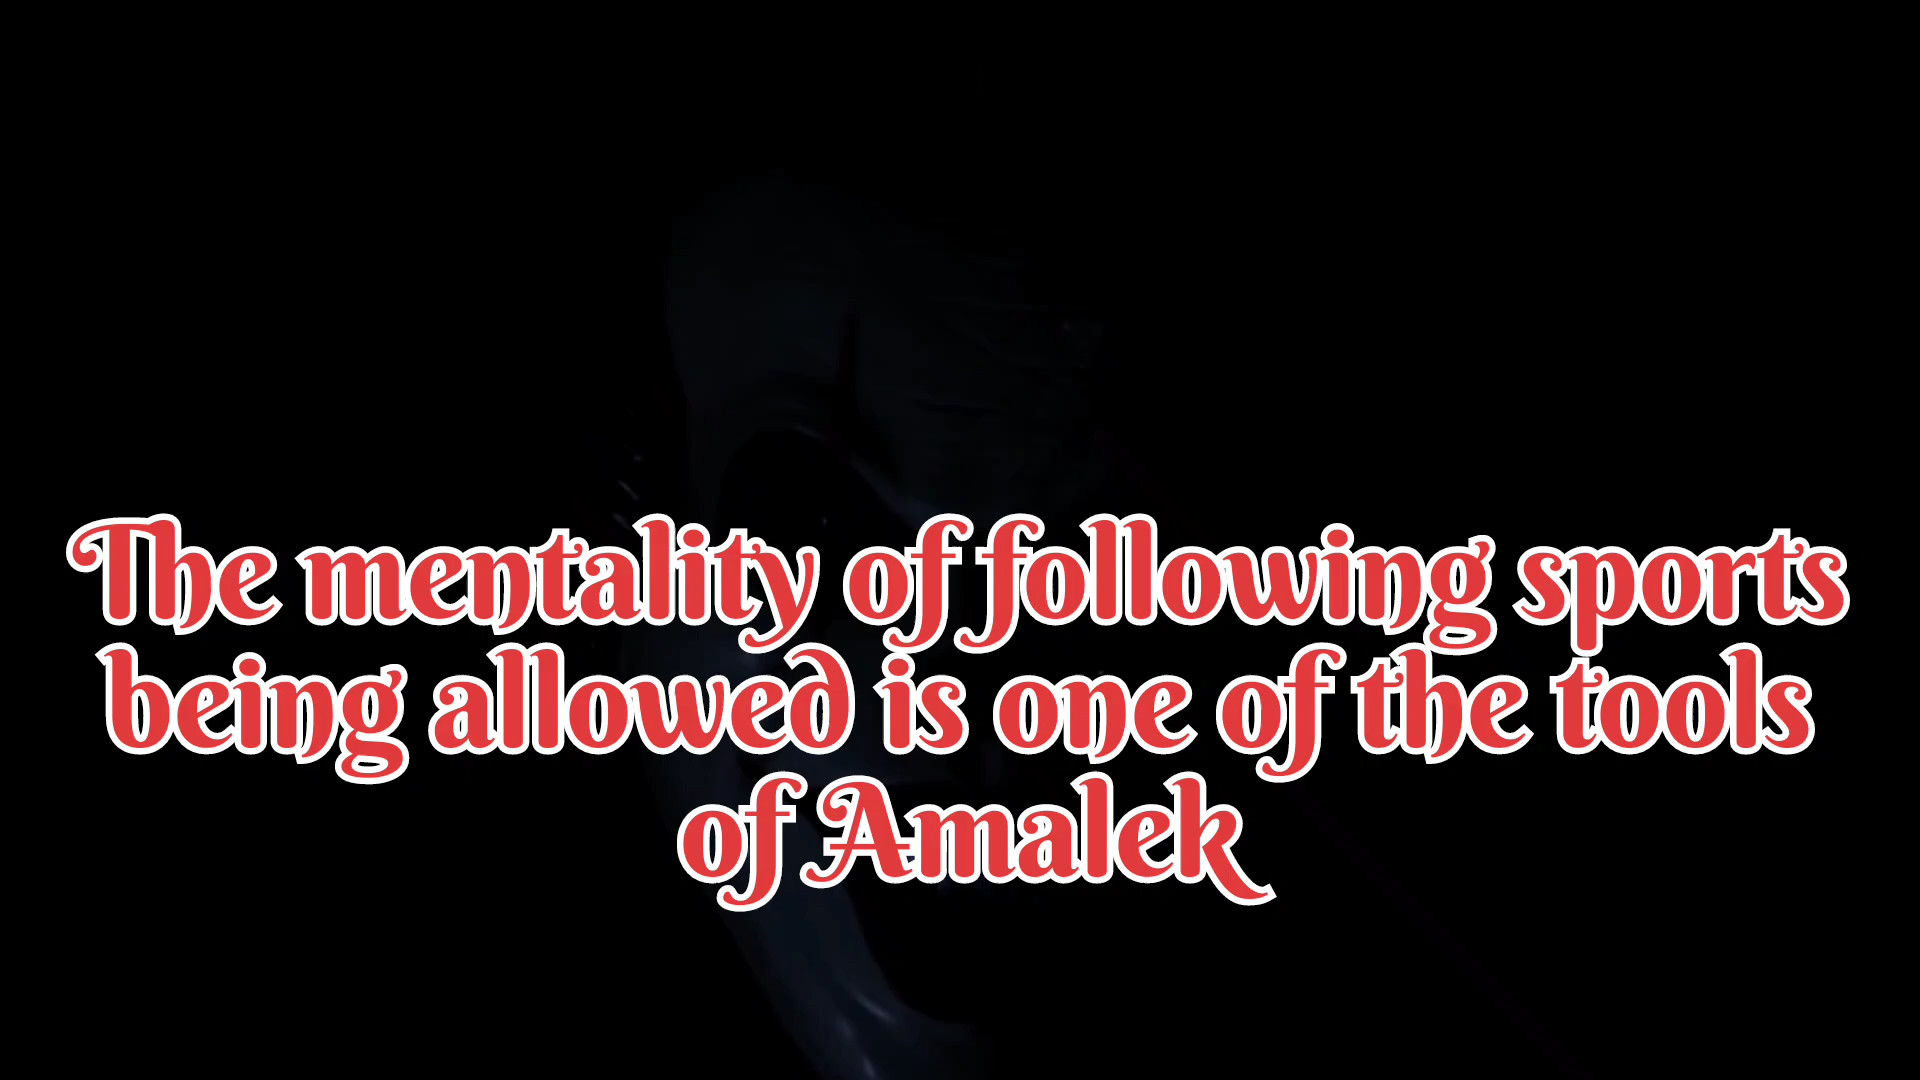 The mentality of following sports
being allowed is one of the tools
of Amalek